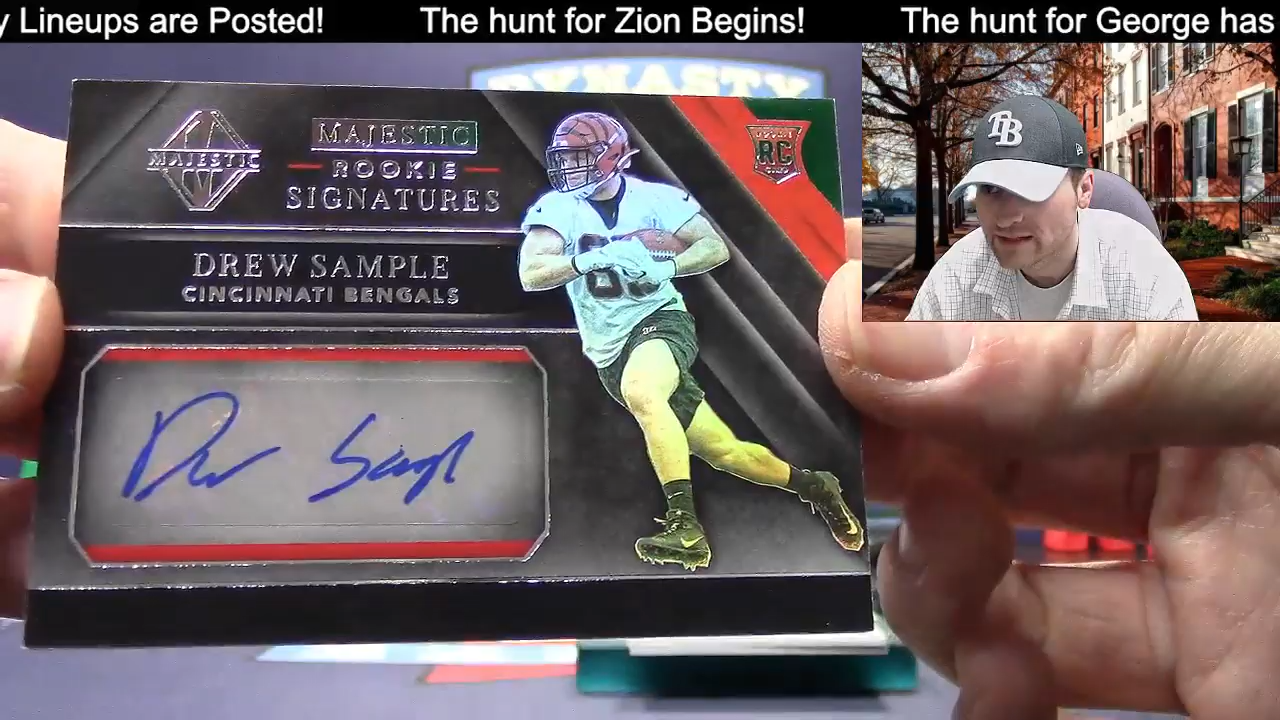 y Lineups are Posted! The hunt for Zion Begins! The hunt for George has
DYNASTY
MAJESTIC
MAJESTIC
ROOKIE
SIGNATURES
RC
DREW SAMPLE
CINCINNATI BENGALS
TB